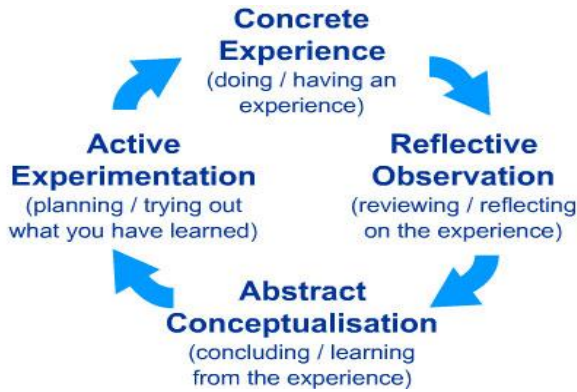 Concrete
Experience
(doing / having an
experience)
Reflective
Observation
(reviewing / reflecting
on the experience)
Abstract
Conceptualisation
(concluding / learning
from the experience)
Active
Experimentation
(planning / trying out
what you have learned)